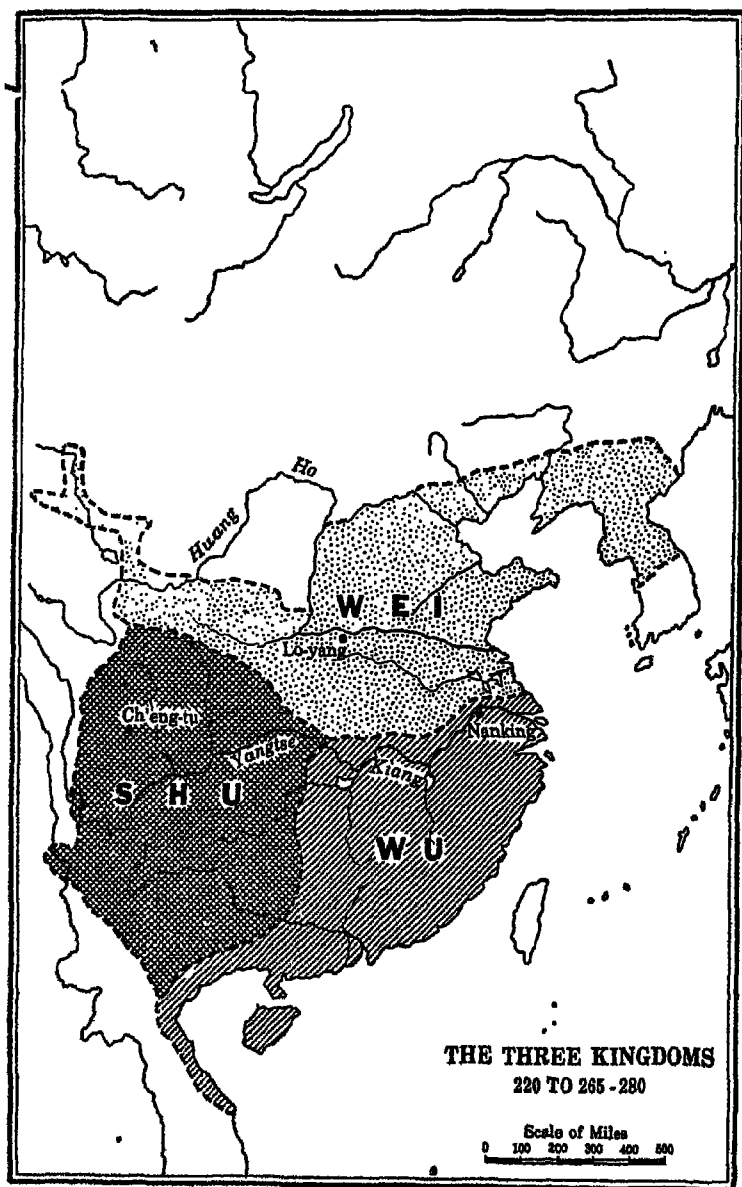 Huang Ho
WEI
Lo-yang
Ch'eng-tu
Yangtse Kiang
Nanking
SHU
WU
THE THREE KINGDOMS
220 TO 265-280
Scale of Miles
0 100 200 300 400 500